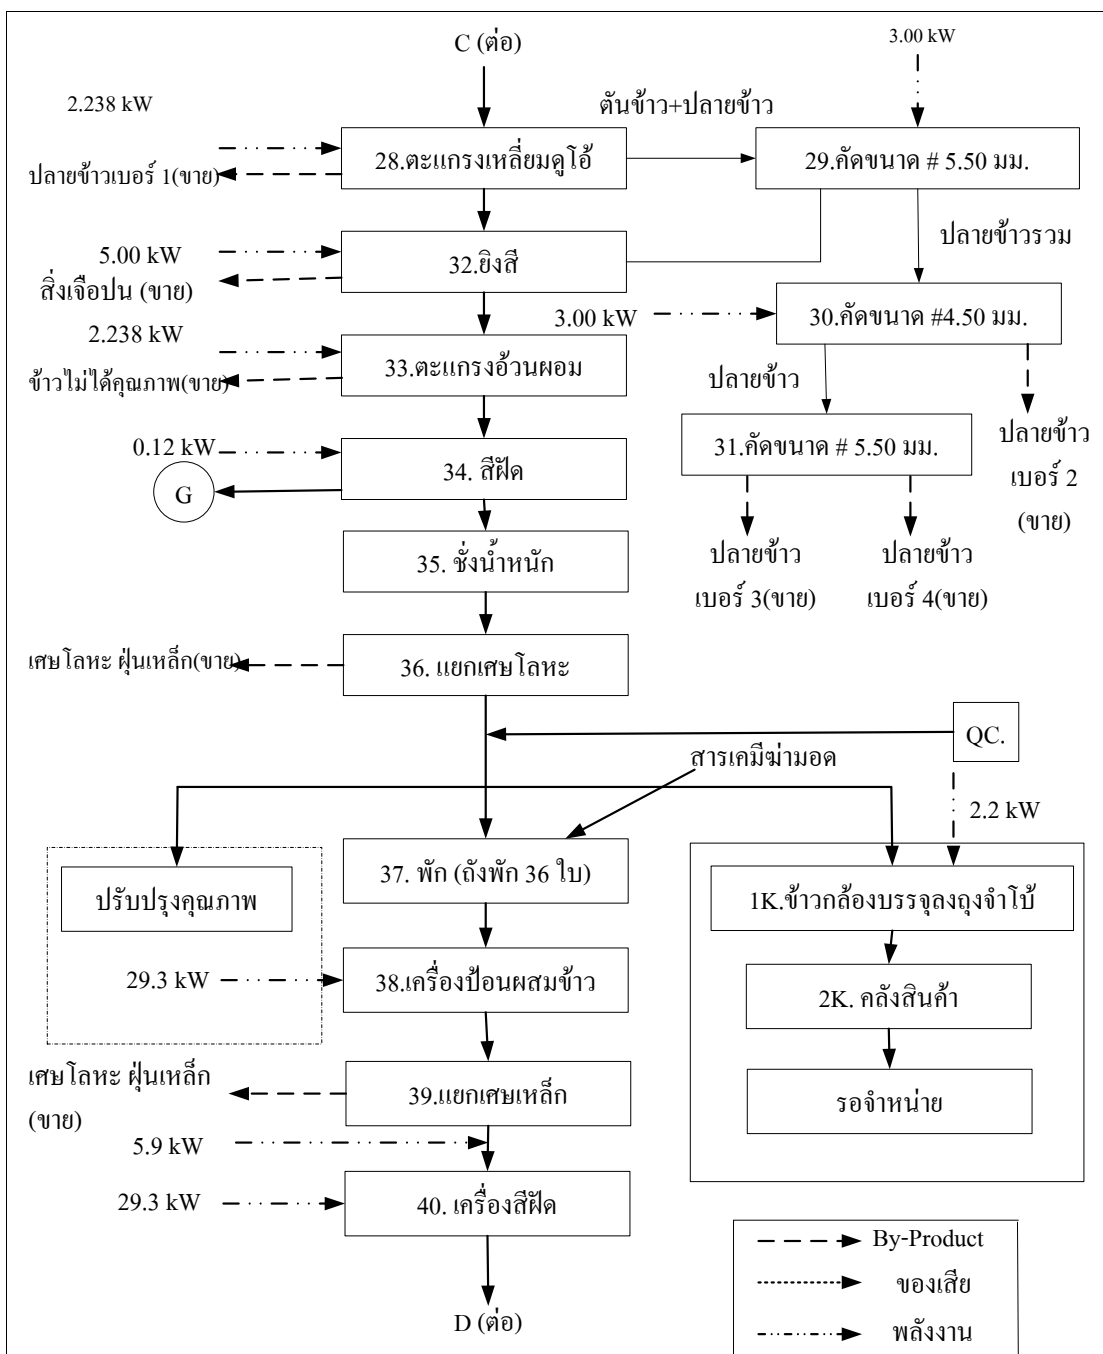 C (ต่อ)
3.00 kW
2.238 kW
ตันข้าว+ปลายข้าว
28.ตะแกรงเหลี่ยมดูโอ้
29.คัดขนาด # 5.50 มม.
ปลายข้าวเบอร์ 1(ขาย)
ปลายข้าวรวม
5.00 kW
32.ยิงสี
สิ่งเจือปน (ขาย)
3.00 kW
30.คัดขนาด #4.50 มม.
2.238 kW
33.ตะแกรงอ้วนผอม
ข้าวไม่ได้คุณภาพ(ขาย)
ปลายข้าว
31.คัดขนาด # 5.50 มม.
ปลายข้าว
เบอร์ 2
(ขาย)
0.12 kW
34. สีฝัด
G
35. ชั่งน้ำหนัก
ปลายข้าว
เบอร์ 3(ขาย)
ปลายข้าว
เบอร์ 4(ขาย)
เศษโลหะ ฝุ่นเหล็ก(ขาย)
36. แยกเศษโลหะ
QC.
สารเคมีฆ่ามอด
2.2 kW
37. พัก (ถังพัก 36 ใบ)
ปรับปรุงคุณภาพ
1K.ข้าวกล้องบรรจุลงถุงจำโบ้
29.3 kW
38.เครื่องป้อนผสมข้าว
2K. คลังสินค้า
เศษโลหะ ฝุ่นเหล็ก
(ขาย)
39.แยกเศษเหล็ก
รอจำหน่าย
5.9 kW
29.3 kW
40. เครื่องสีฝัด
By-Product
ของเสีย
พลังงาน
D (ต่อ)